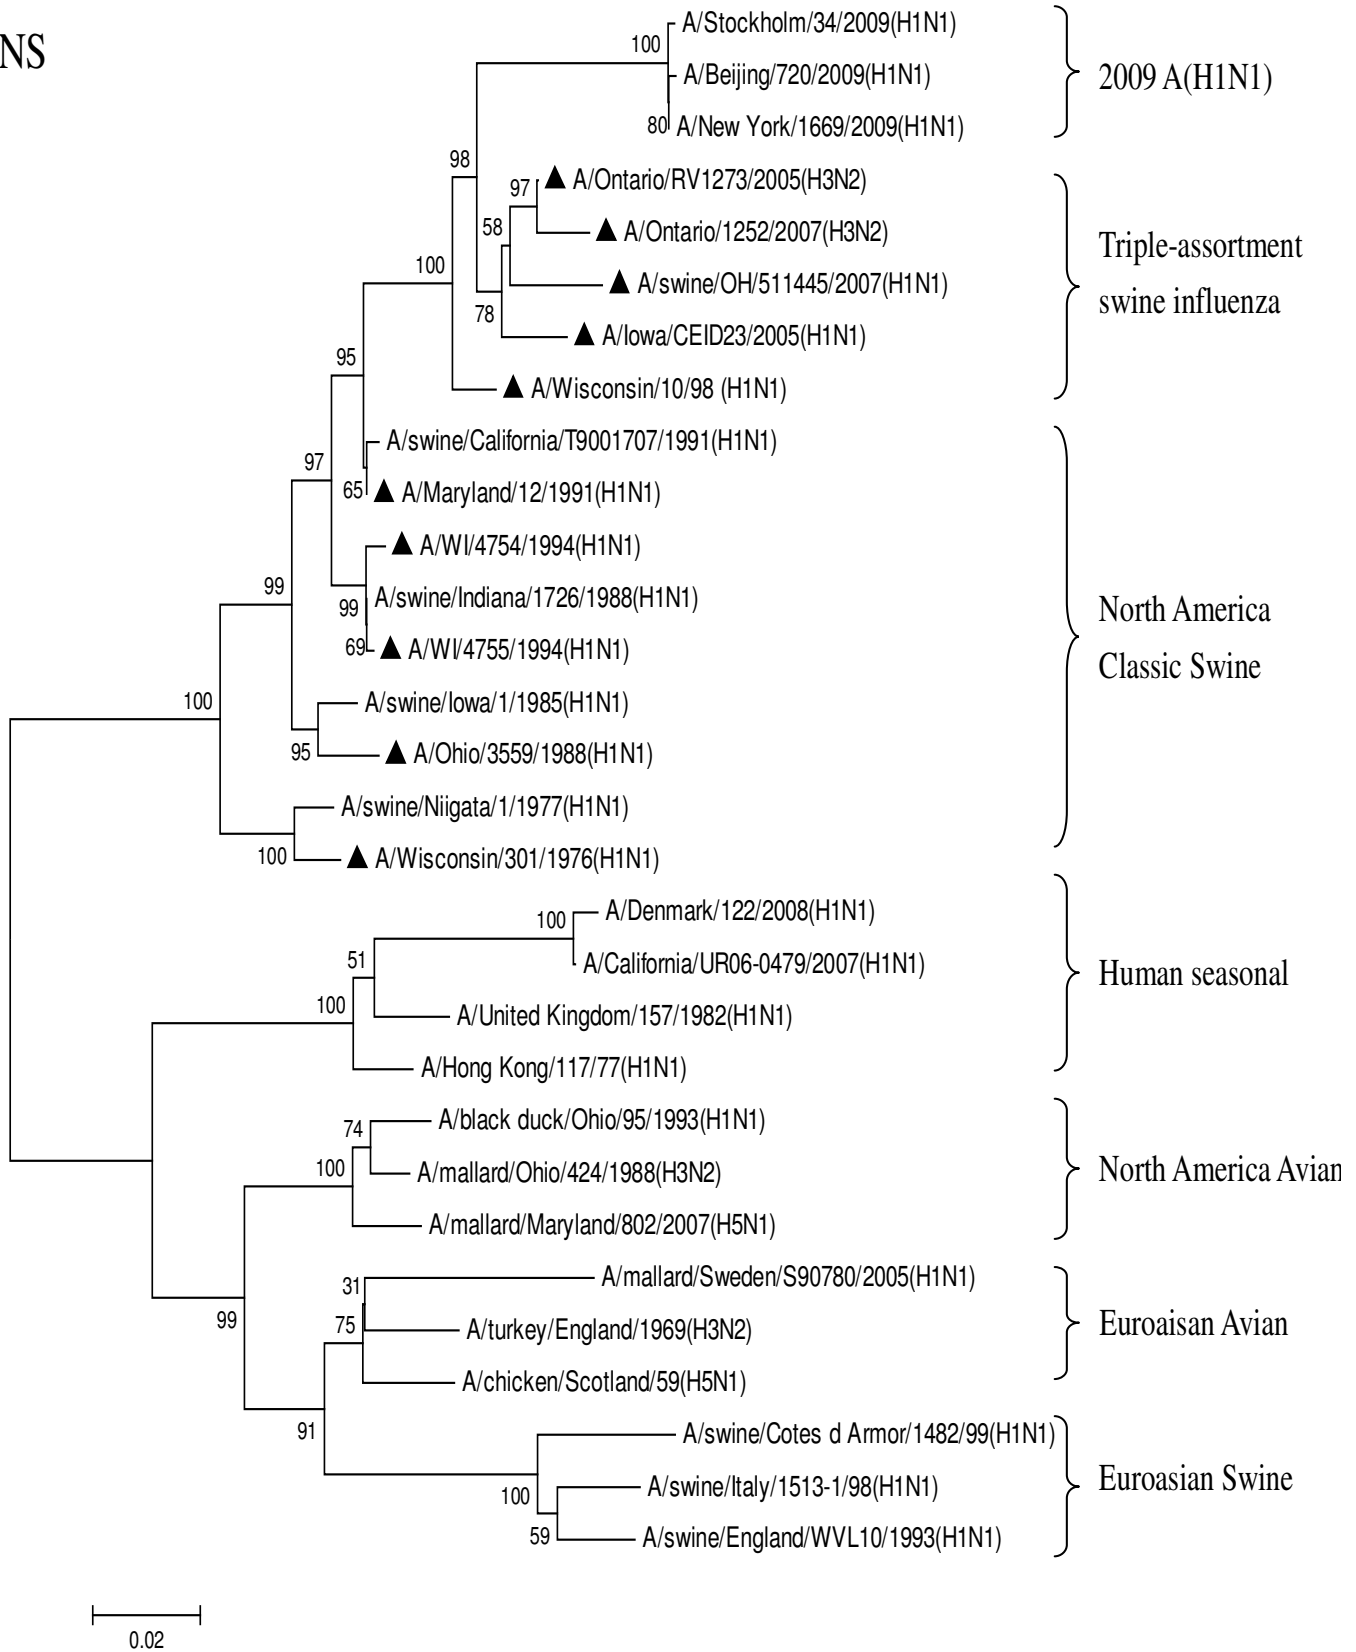 NS
A/Stockholm/34/2009(H1N1)
100
A/Beijing/720/2009(H1N1)
2009 A(H1N1)
80
A/New York/1669/2009(H1N1)
98
A/Ontario/RV1273/2005(H3N2)
97
58
A/Ontario/1252/2007(H3N2)
Triple-assortment
swine influenza
100
A/swine/OH/511445/2007(H1N1)
78
A/Iowa/CEID23/2005(H1N1)
95
A/Wisconsin/10/98 (H1N1)
A/swine/California/T9001707/1991(H1N1)
97
65
A/Maryland/12/1991(H1N1)
A/WI/4754/1994(H1N1)
99
A/swine/Indiana/1726/1988(H1N1)
99
North America
Classic Swine
69
A/WI/4755/1994(H1N1)
100
A/swine/Iowa/1/1985(H1N1)
95
A/Ohio/3559/1988(H1N1)
A/swine/Niigata/1/1977(H1N1)
100
A/Wisconsin/301/1976(H1N1)
A/Denmark/122/2008(H1N1)
100
51
A/California/UR06-0479/2007(H1N1)
Human seasonal
100
A/United Kingdom/157/1982(H1N1)
A/Hong Kong/117/77(H1N1)
A/black duck/Ohio/95/1993(H1N1)
74
100
A/mallard/Ohio/424/1988(H3N2)
North America Avian
A/mallard/Maryland/802/2007(H5N1)
A/mallard/Sweden/S90780/2005(H1N1)
31
99
75
A/turkey/England/1969(H3N2)
Euroaisan Avian
A/chicken/Scotland/59(H5N1)
91
A/swine/Cotes d Armor/1482/99(H1N1)
100
A/swine/Italy/1513-1/98(H1N1)
Euroasian Swine
59
A/swine/England/WVL10/1993(H1N1)
0.02